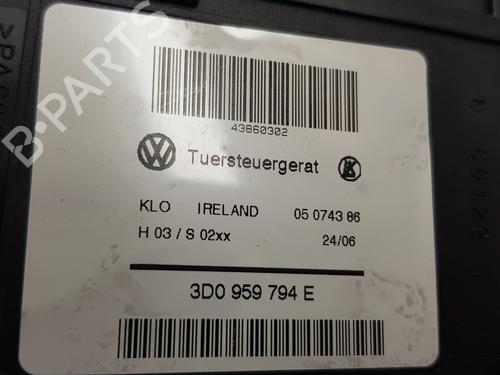 43860302
Tuersteuergerat
KLO IRELAND 05 0743 86
H 03 / S 02xx 24/06
3D0 959 794 E
B-PARTS